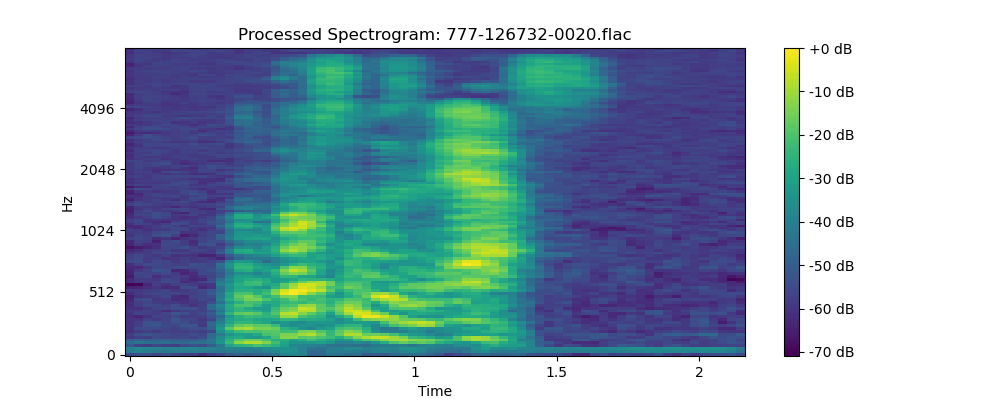 Processed Spectrogram: 777-126732-0020.flac
Hz
4096
2048
1024
512
0
0
0.5
1
1.5
2
Time
+0 dB
-10 dB
-20 dB
-30 dB
-40 dB
-50 dB
-60 dB
-70 dB